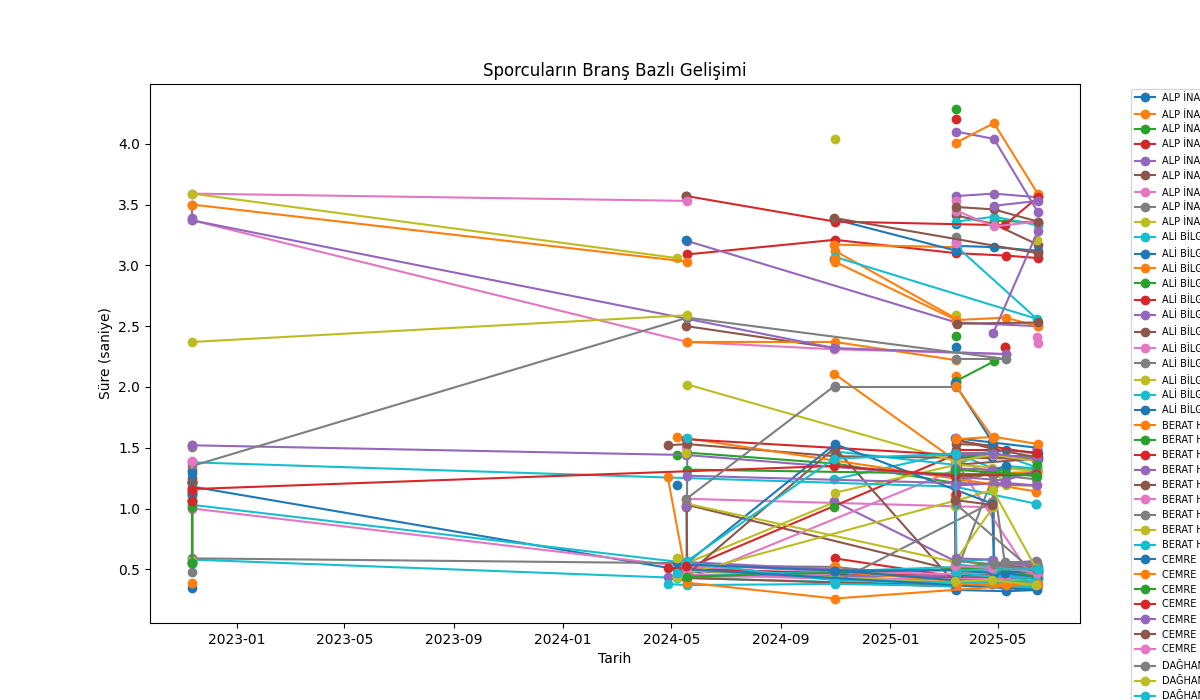 Sporcuların Branş Bazlı Gelişimi
Süre (saniye)
4.0
3.5
3.0
2.5
2.0
1.5
1.0
0.5
2023-01 2023-05 2023-09 2024-01 2024-05 2024-09 2025-01 2025-05
Tarih
ALP İNA
ALP İNA
ALP İNA
ALP İNA
ALP İNA
ALP İNA
ALP İNA
ALP İNA
ALP İNA
ALİ BİLG
ALİ BİLG
ALİ BİLG
ALİ BİLG
ALİ BİLG
ALİ BİLG
ALİ BİLG
ALİ BİLG
ALİ BİLG
ALİ BİLG
ALİ BİLG
ALİ BİLG
BERAT H
BERAT H
BERAT H
BERAT H
BERAT H
BERAT H
BERAT H
BERAT H
BERAT H
CEMRE
CEMRE
CEMRE
CEMRE
CEMRE
CEMRE
CEMRE
DAĞHAN
DAĞHAN
DAĞHAN